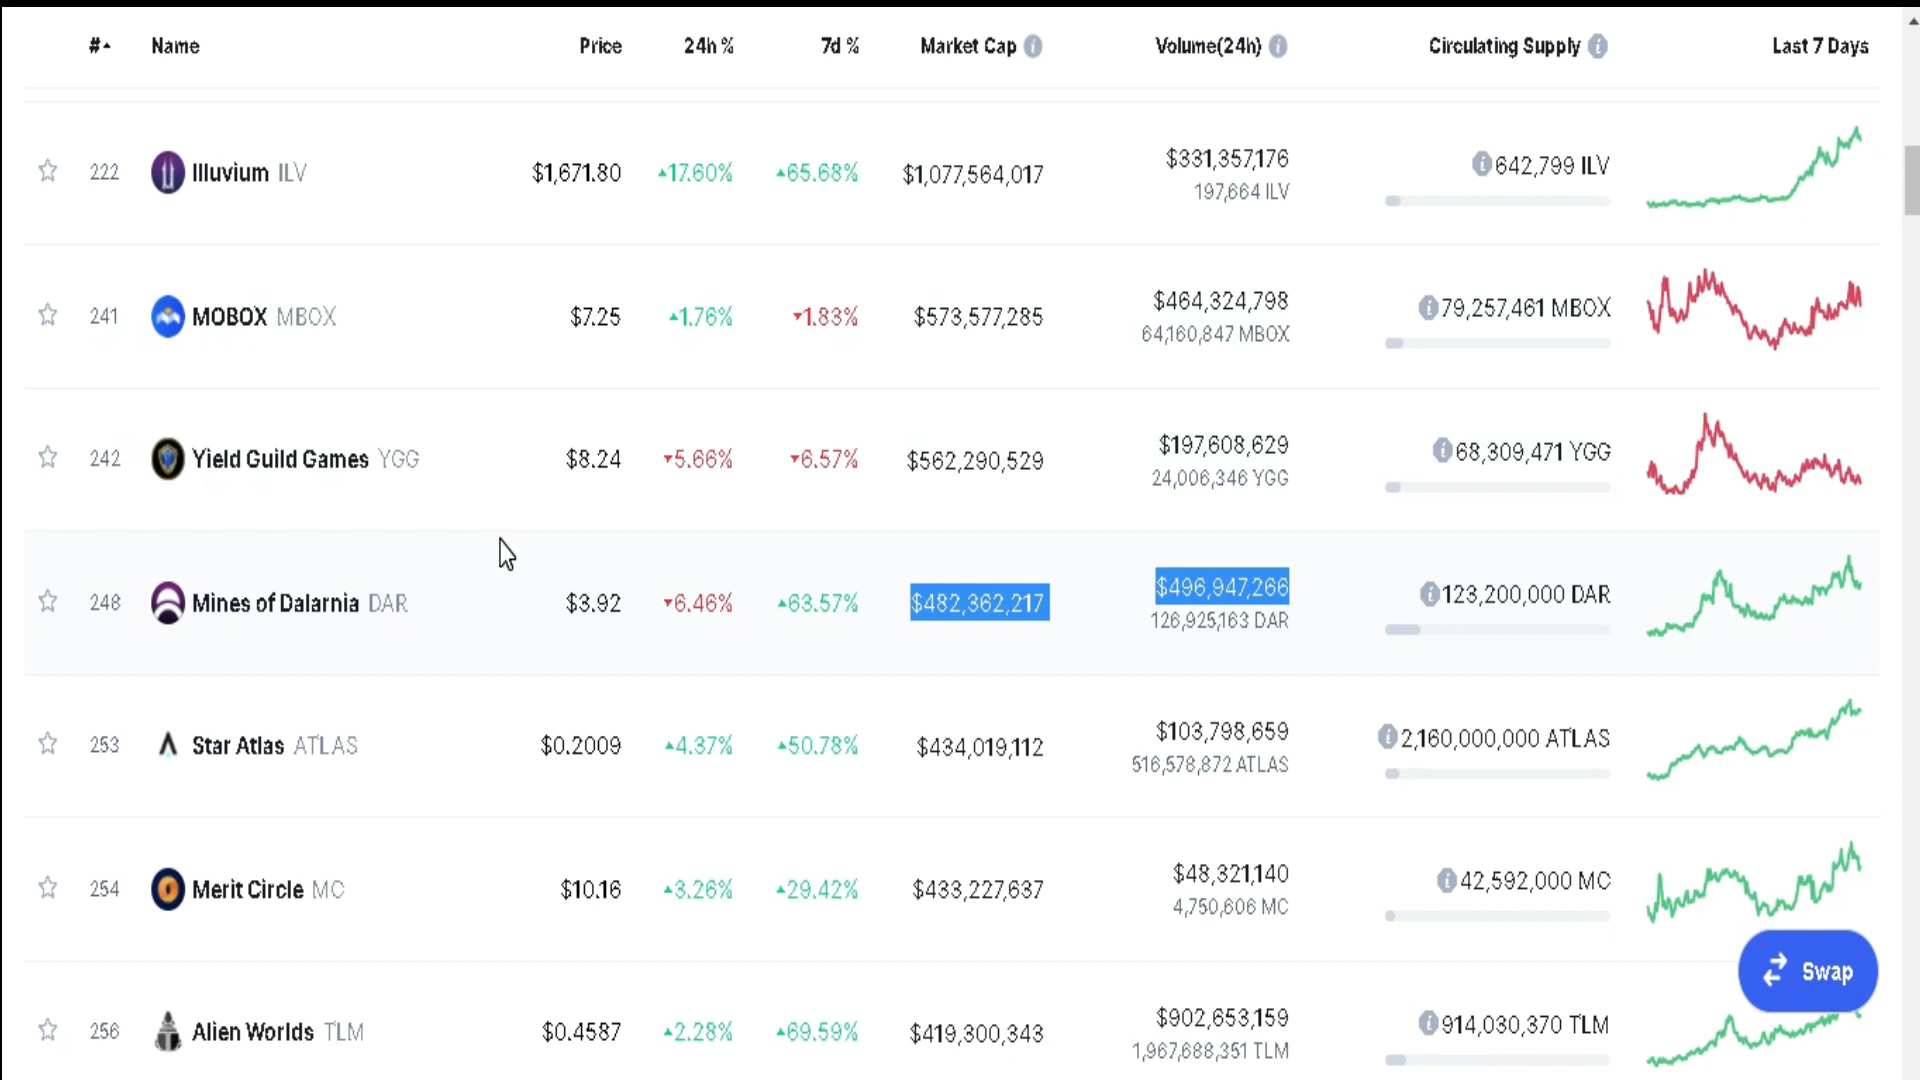 # Name Price 24h % 7d % Market Cap Volume(24h) Circulating Supply Last 7 Days
222 Illuvium ILV $1,671.80 17.60% 65.68% $1,077,564,017 $331,357,176 642,799 ILV
197,664 ILV
241 MOBOX MBOX $7.25 1.76% 1.83% $573,577,285 $464,324,798 79,257,461 MBOX
64,160,847 MBOX
242 Yield Guild Games YGG $8.24 5.66% 6.57% $562,290,529 $197,608,629 68,309,471 YGG
24,006,346 YGG
248 Mines of Dalarnia DAR $3.92 6.46% 63.57% $482,362,217 $496,947,266 123,200,000 DAR
126,925,163 DAR
253 Star Atlas ATLAS $0.2009 4.37% 50.78% $434,019,112 $103,798,659 2,160,000,000 ATLAS
516,578,872 ATLAS
254 Merit Circle MC $10.16 3.26% 29.42% $433,227,637 $48,321,140 42,592,000 MC
4,750,606 MC
Swap
256 Alien Worlds TLM $0.4587 2.28% 69.59% $419,300,343 $902,653,159 914,030,370 TLM
1,967,688,351 TLM